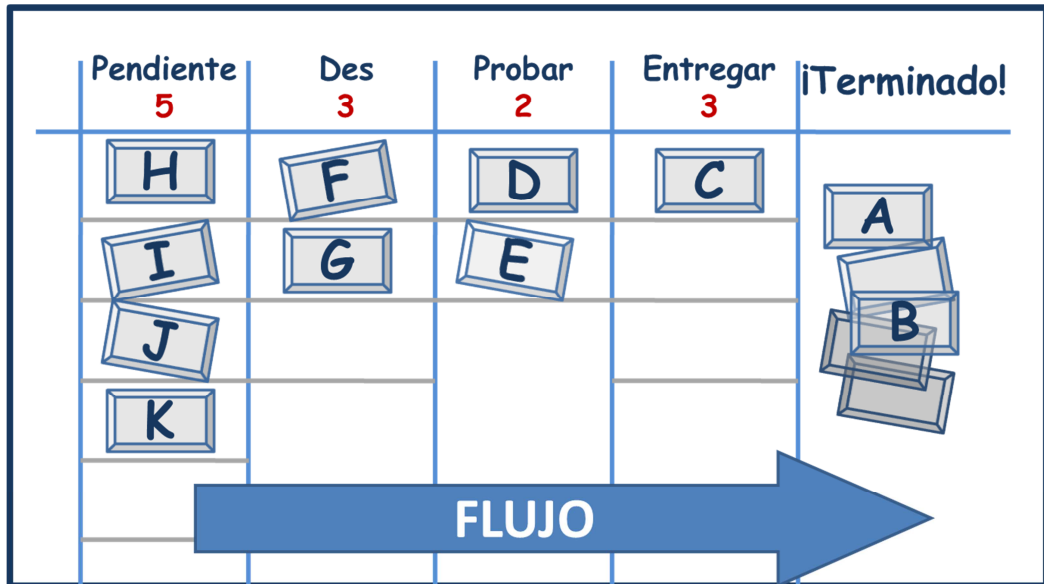 Pendiente Des Probar Entregar ¡Terminado!
5 3 2 3
H F D C A
I G E B
J
K
FLUJO